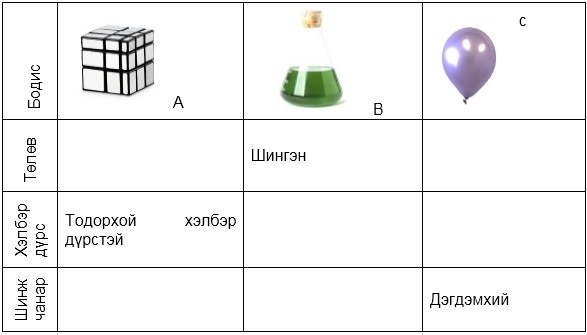 Бодис
A
B
c
Төлөв
Шингэн
Хэлбэр
дүрс
Тодорхой хэлбэр
дүрстэй
Шинж
чанар
Дэгдэмхий